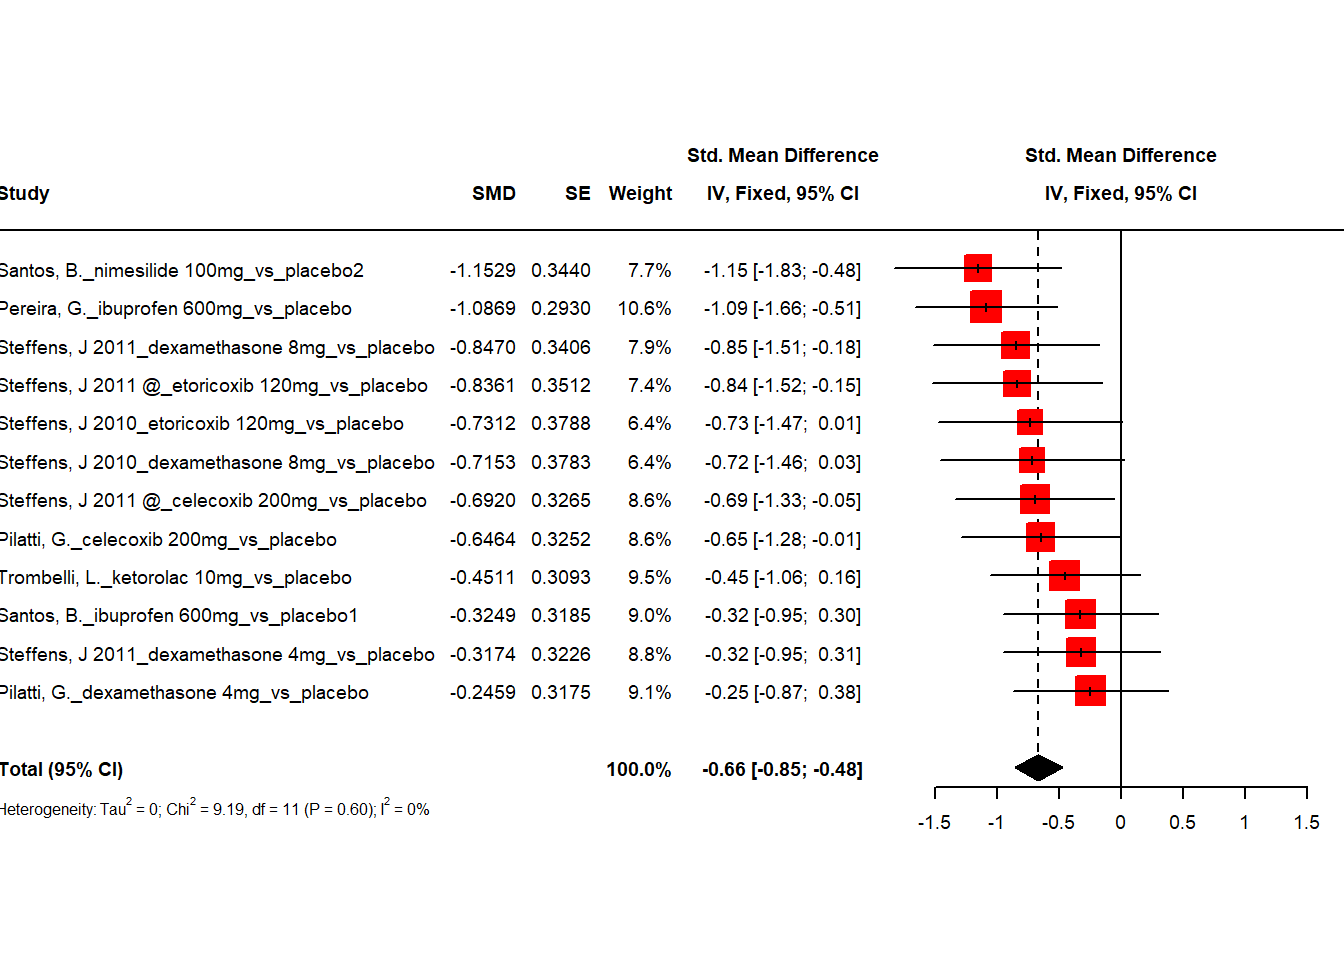 Std. Mean Difference Std. Mean Difference
Study SMD SE Weight IV, Fixed, 95% CI IV, Fixed, 95% CI
Santos, B._nimesilide 100mg_vs_placebo2 -1.1529 0.3440 7.7% -1.15 [-1.83; -0.48]
Pereira, G._ibuprofen 600mg_vs_placebo -1.0869 0.2930 10.6% -1.09 [-1.66; -0.51]
Steffens, J 2011_dexamethasone 8mg_vs_placebo -0.8470 0.3406 7.9% -0.85 [-1.51; -0.18]
Steffens, J 2011 @_etoricoxib 120mg_vs_placebo -0.8361 0.3512 7.4% -0.84 [-1.52; -0.15]
Steffens, J 2010_etoricoxib 120mg_vs_placebo -0.7312 0.3788 6.4% -0.73 [-1.47; 0.01]
Steffens, J 2010_dexamethasone 8mg_vs_placebo -0.7153 0.3783 6.4% -0.72 [-1.46; 0.03]
Steffens, J 2011 @_celecoxib 200mg_vs_placebo -0.6920 0.3265 8.6% -0.69 [-1.33; -0.05]
Pilatti, G._celecoxib 200mg_vs_placebo -0.6464 0.3252 8.6% -0.65 [-1.28; -0.01]
Trombelli, L._ketorolac 10mg_vs_placebo -0.4511 0.3093 9.5% -0.45 [-1.06; 0.16]
Santos, B._ibuprofen 600mg_vs_placebo1 -0.3249 0.3185 9.0% -0.32 [-0.95; 0.30]
Steffens, J 2011_dexamethasone 4mg_vs_placebo -0.3174 0.3226 8.8% -0.32 [-0.95; 0.31]
Pilatti, G._dexamethasone 4mg_vs_placebo -0.2459 0.3175 9.1% -0.25 [-0.87; 0.38]
Total (95% CI) 100.0% -0.66 [-0.85; -0.48]
Heterogeneity: Tau² = 0; Chi² = 9.19, df = 11 (P = 0.60); I² = 0%
-1.5 -1 -0.5 0 0.5 1 1.5